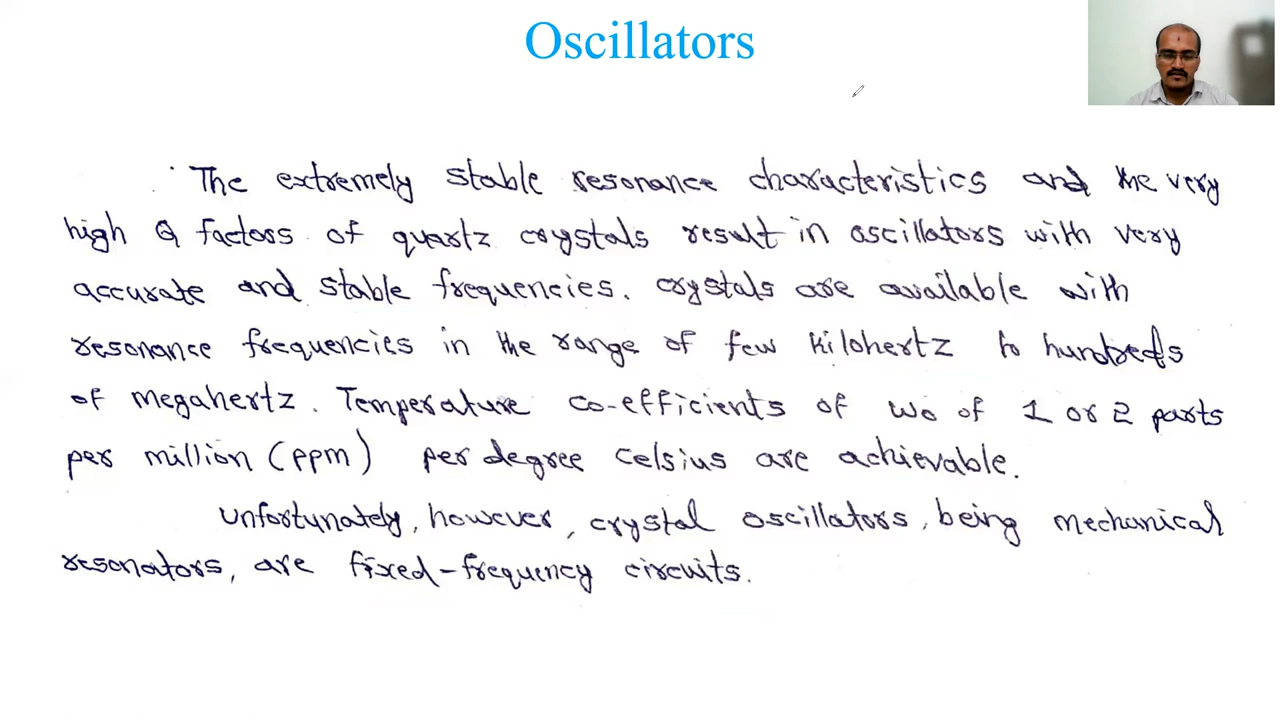 Oscillators
The extremely stable resonance characteristics and the very
high Q factors of quartz crystals result in oscillators with very
accurate and stable frequencies. crystals are available with
resonance frequencies in the range of few kilohertz to hundreds
of megahertz. Temperature co-efficients of wo of 1 or 2 parts
per million (ppm) per degree celsius are achievable.
Unfortunately, however, crystal oscillators, being mechanical
resonators, are fixed-frequency circuits.